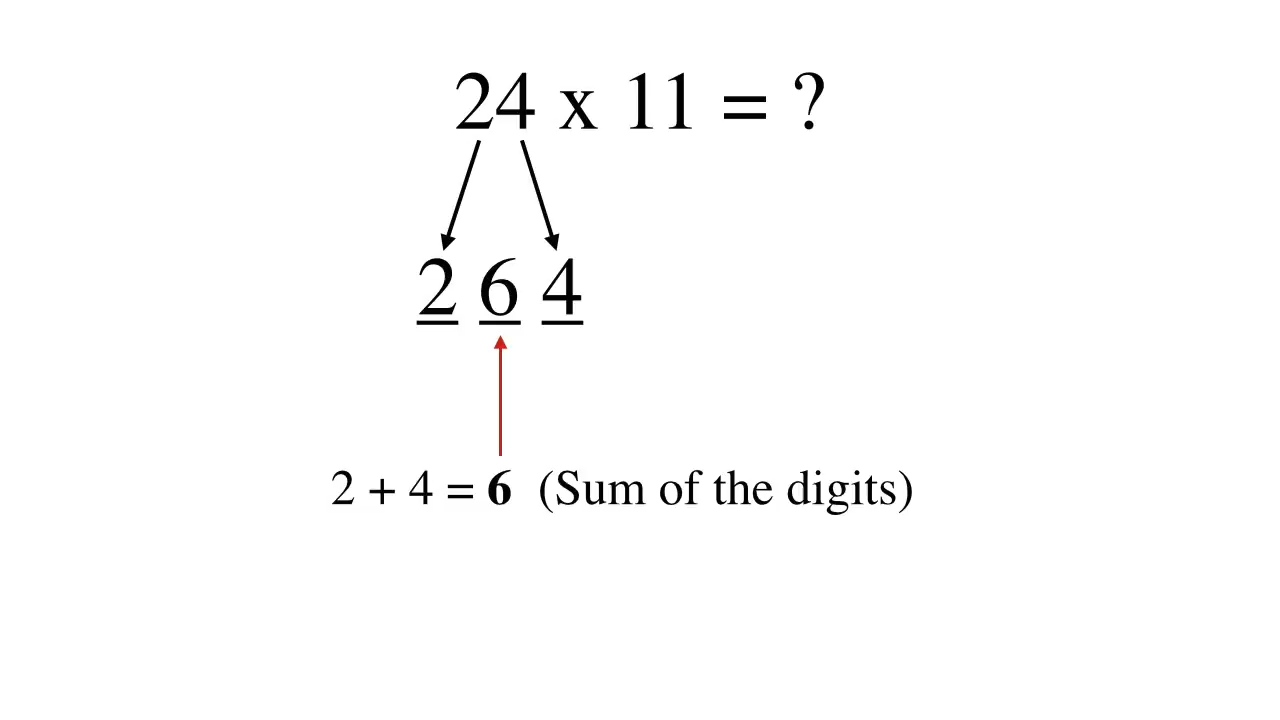 24 x 11 = ?
2 6 4
2 + 4 = 6 (Sum of the digits)